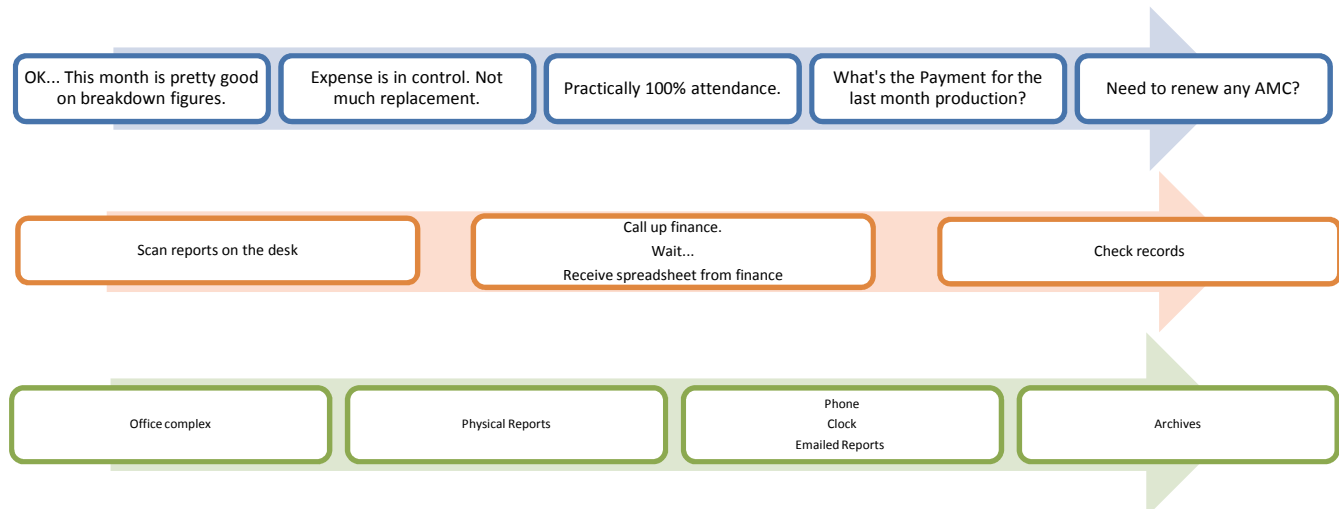 OK... This month is pretty good
on breakdown figures.
Expense is in control. Not
much replacement.
Practically 100% attendance.
What's the Payment for the
last month production?
Need to renew any AMC?
Scan reports on the desk
Call up finance.
Wait...
Receive spreadsheet from finance
Check records
Office complex
Physical Reports
Phone
Clock
Emailed Reports
Archives